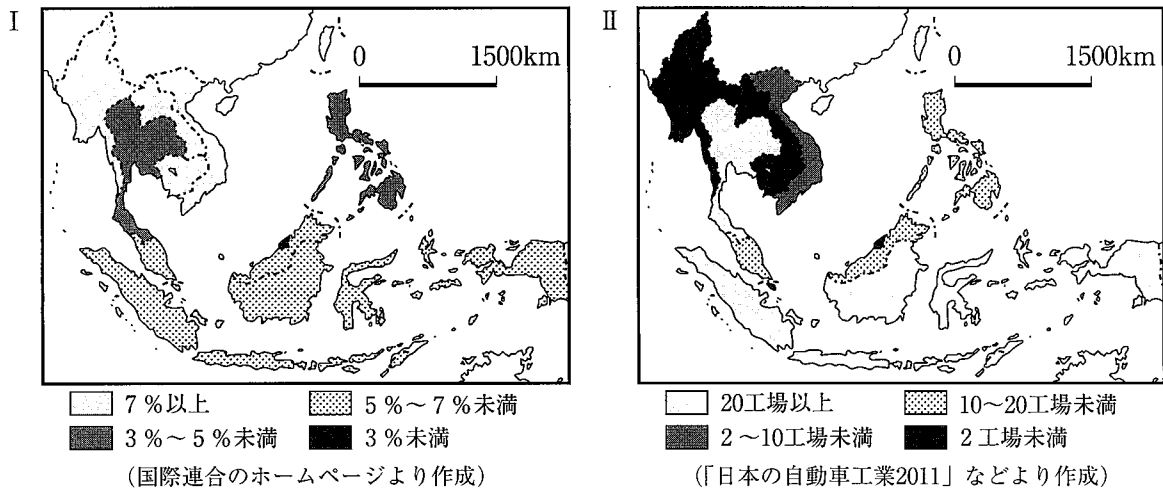 Ⅰ
0 1500km
7%以上
5%～7%未満
3%～5%未満
3%未満
(国際連合のホームページより作成)
Ⅱ
0 1500km
20工場以上
10～20工場未満
2～10工場未満
2工場未満
(「日本の自動車工業2011」などより作成)